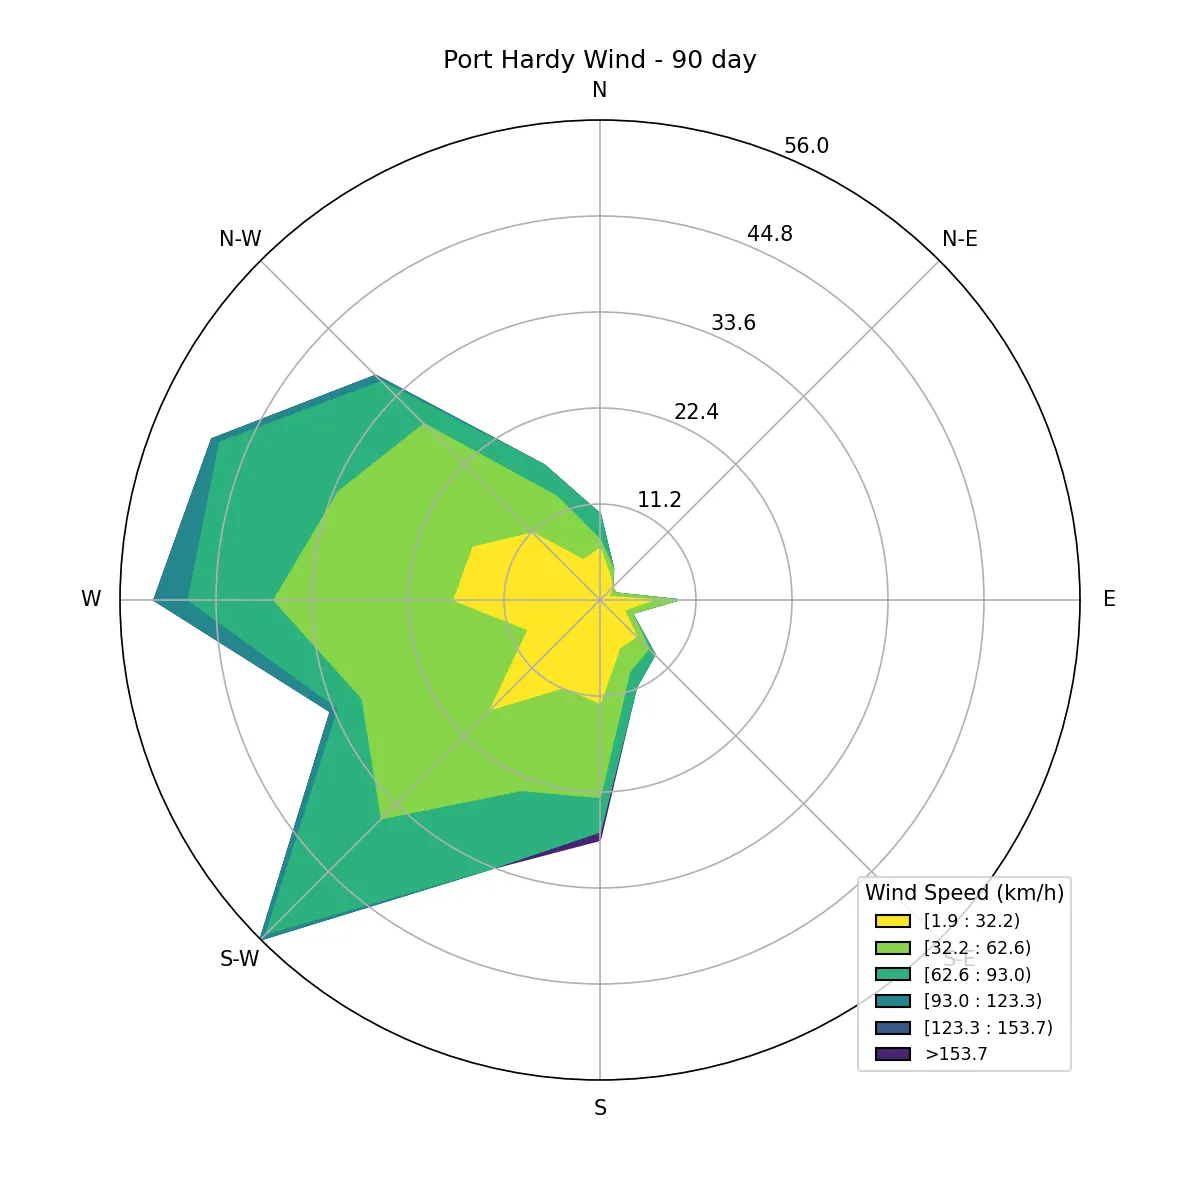 Port Hardy Wind - 90 day
N
56.0
44.8
N-W
N-E
33.6
22.4
11.2
W
E
Wind Speed (km/h)
[1.9 : 32.2)
[32.2 : 62.6)
S-W
S-E
[62.6 : 93.0)
[93.0 : 123.3)
[123.3 : 153.7)
>153.7
S